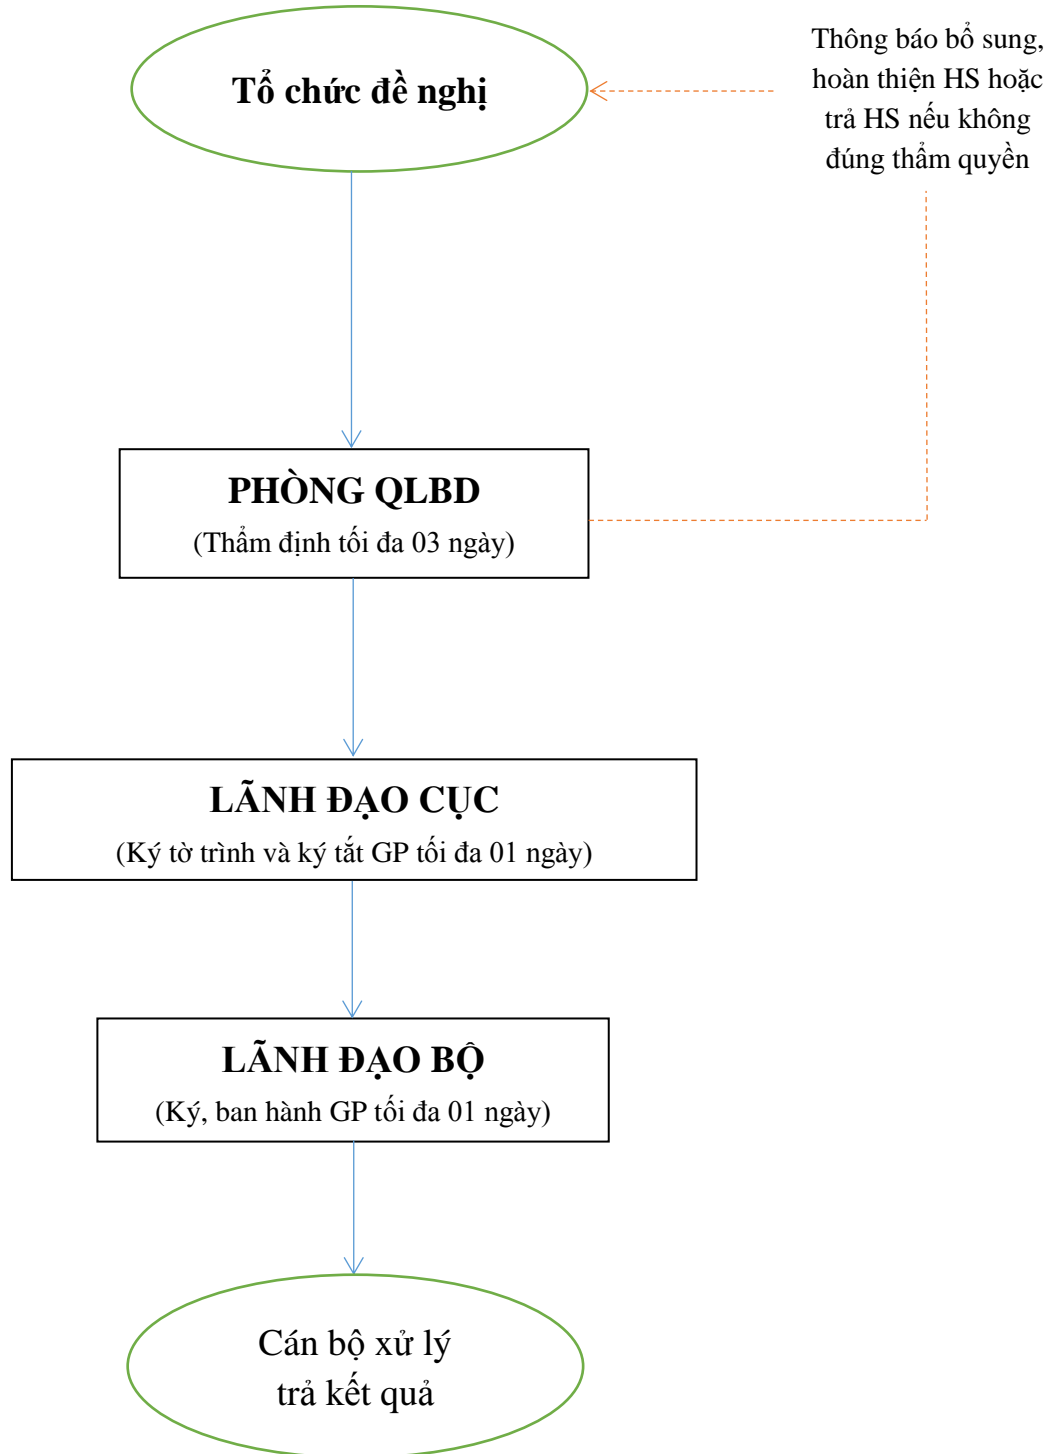 Tổ chức đề nghị
Thông báo bổ sung,
hoàn thiện HS hoặc
trả HS nếu không
đúng thẩm quyền
PHÒNG QLBD
(Thẩm định tối đa 03 ngày)
LÃNH ĐẠO CỤC
(Ký tờ trình và ký tắt GP tối đa 01 ngày)
LÃNH ĐẠO BỘ
(Ký, ban hành GP tối đa 01 ngày)
Cán bộ xử lý
trả kết quả